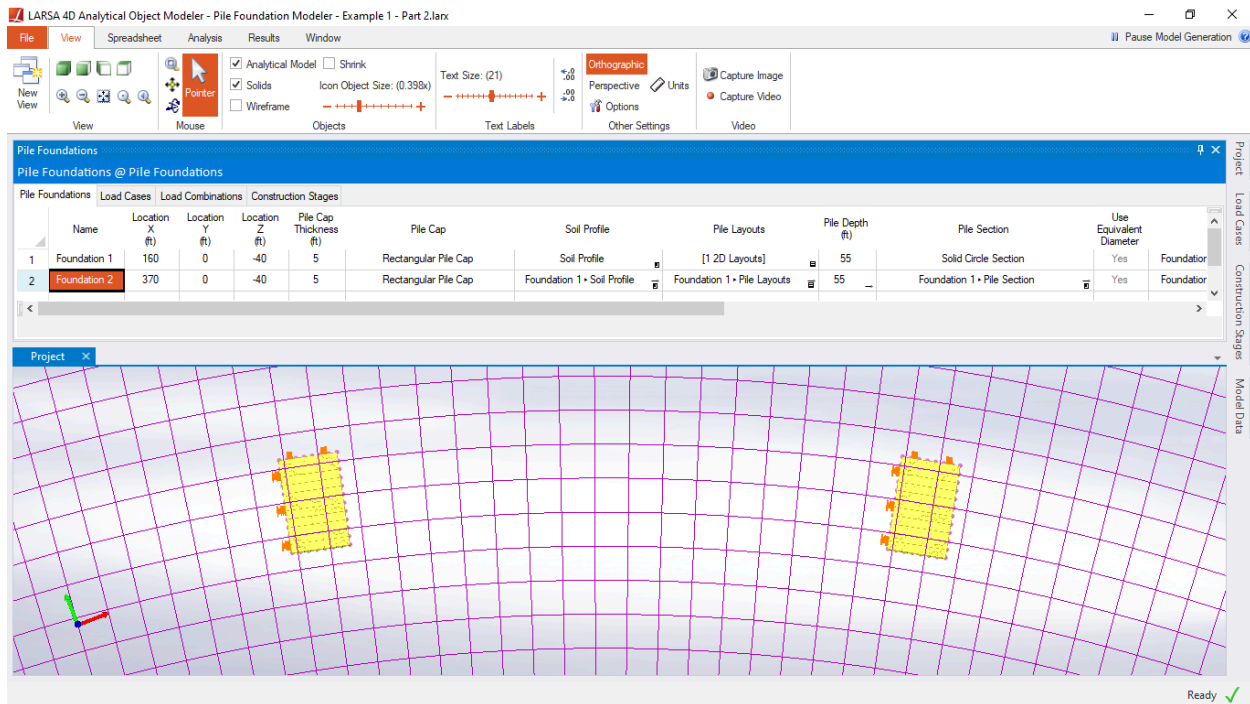 LARSA 4D Analytical Object Modeler - Pile Foundation Modeler - Example 1 - Part 2.larx
File View Spreadsheet Analysis Results Window Pause Model Generation
New View
View
Pointer
Mouse
Analytical Model Shrink
Solids Icon Object Size: (0.398x)
Wireframe
Objects
Text Size: (21)
Text Labels
Orthographic
Perspective Units
Options
Other Settings
Capture Image
Capture Video
Video
Pile Foundations
Pile Foundations @ Pile Foundations
Pile Foundations Load Cases Load Combinations Construction Stages
Name Location X (ft) Location Y (ft) Location Z (ft) Pile Cap Thickness (ft) Pile Cap Soil Profile Pile Layouts Pile Depth (ft) Pile Section Use Equivalent Diameter
1 Foundation 1 160 0 -40 5 Rectangular Pile Cap Soil Profile [1 2D Layouts] 55 Solid Circle Section Yes Foundation
2 Foundation 2 370 0 -40 5 Rectangular Pile Cap Foundation 1 ▸ Soil Profile Foundation 1 ▸ Pile Layouts 55 Foundation 1 ▸ Pile Section Yes Foundation
Project
Load Cases
Construction Stages
Model Data
Project
Ready